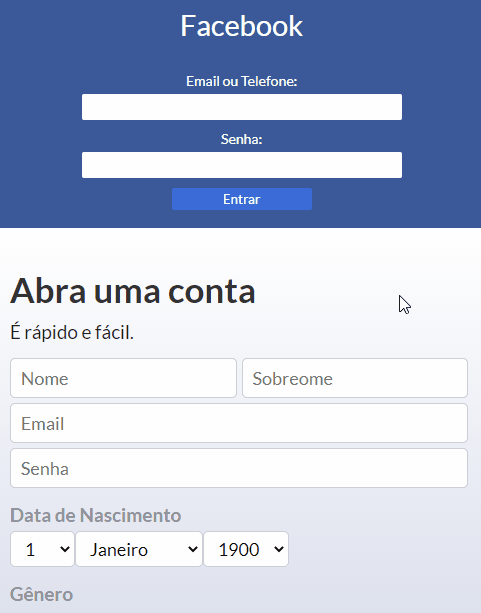 Facebook
Email ou Telefone:
Senha:
Entrar
Abra uma conta
É rápido e fácil.
Nome Sobreome
Email
Senha
Data de Nascimento
1 Janeiro 1900
Gênero